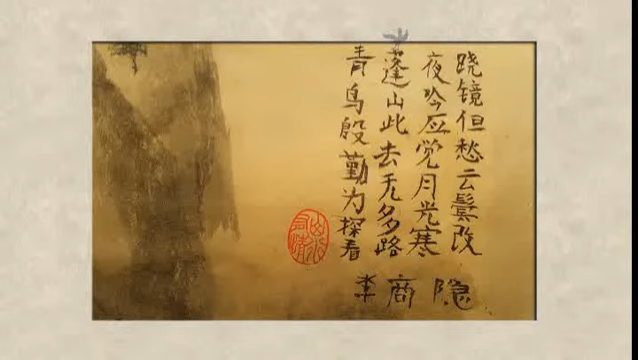 晓镜但愁云鬓改
夜吟应觉月光寒
蓬山此去无多路
青鸟殷勤为探看
李商隐